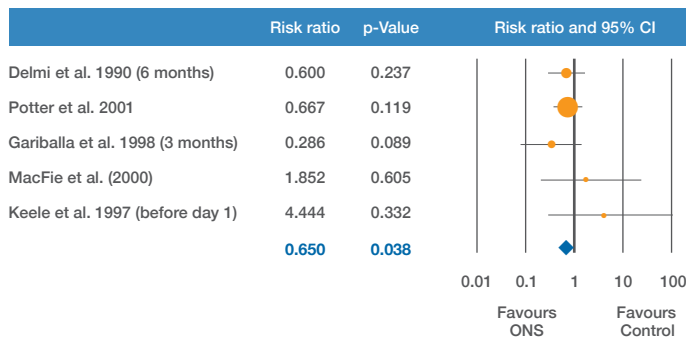 Risk ratio p-Value Risk ratio and 95% CI
Delmi et al. 1990 (6 months) 0.600 0.237
Potter et al. 2001 0.667 0.119
Gariballa et al. 1998 (3 months) 0.286 0.089
MacFie et al. (2000) 1.852 0.605
Keele et al. 1997 (before day 1) 4.444 0.332
0.650 0.038
0.01 0.1 1 10 100
Favours Favours
ONS Control